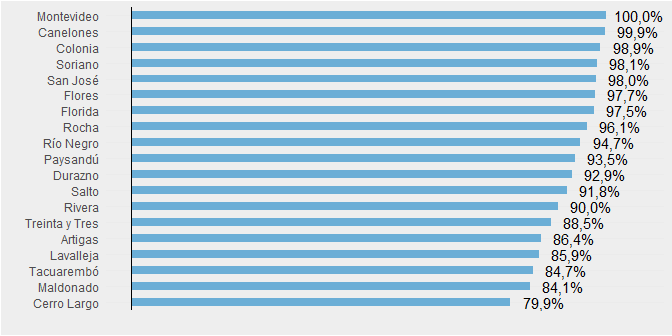 Montevideo 100,0%
Canelones 99,9%
Colonia 98,9%
Soriano 98,1%
San José 98,0%
Flores 97,7%
Florida 97,5%
Rocha 96,1%
Río Negro 94,7%
Paysandú 93,5%
Durazno 92,9%
Salto 91,8%
Rivera 90,0%
Treinta y Tres 88,5%
Artigas 86,4%
Lavalleja 85,9%
Tacuarembó 84,7%
Maldonado 84,1%
Cerro Largo 79,9%